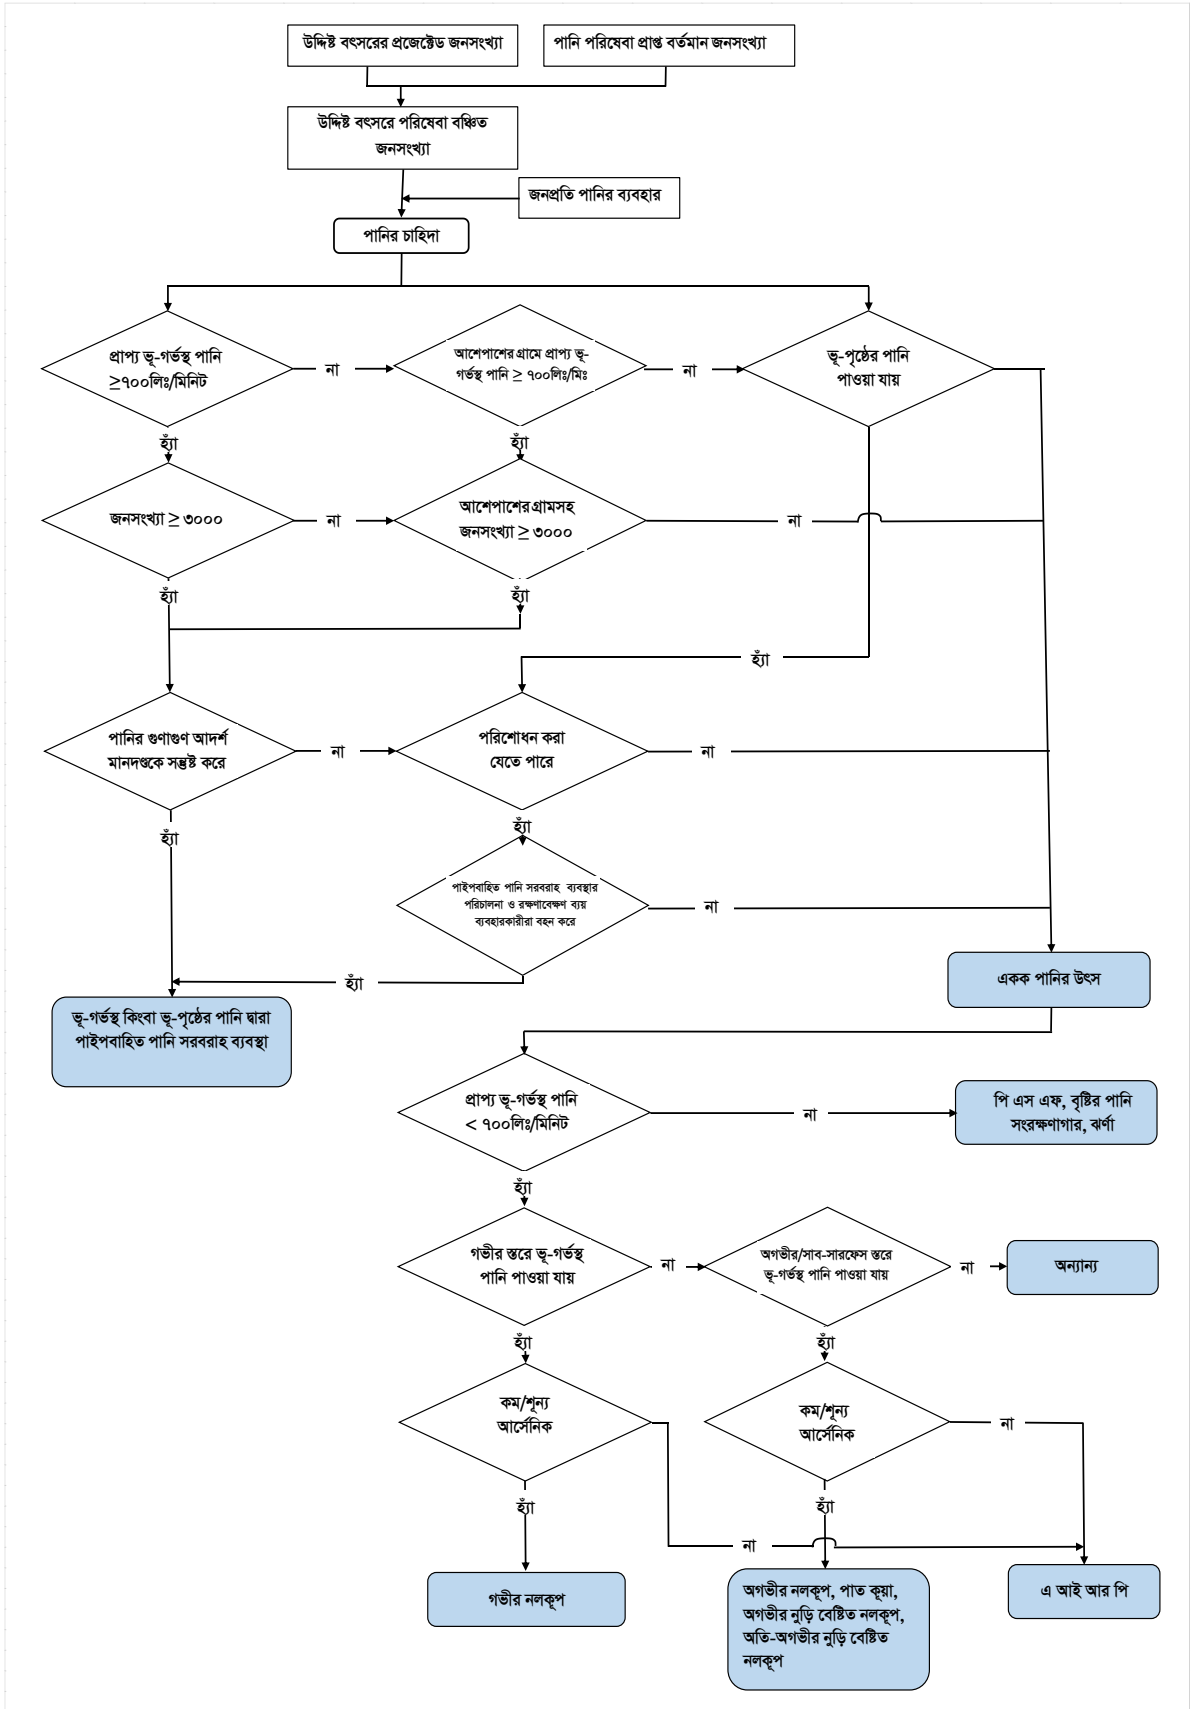 উদ্দিষ্ট বৎসরের প্রজেক্টেড জনসংখ্যা
পানি পরিষেবা প্রাপ্ত বর্তমান জনসংখ্যা
উদ্দিষ্ট বৎসরে পরিষেবা বঞ্চিত
জনসংখ্যা
জনপ্রতি পানির ব্যবহার
পানির চাহিদা
প্রাপ্য ভূ-গর্ভস্থ পানি
≥৭০০লিঃ/মিনিট
না
আশেপাশের গ্রামে প্রাপ্য ভূ-
গর্ভস্থ পানি ≥ ৭০০লিঃ/মিঃ
না
ভূ-পৃষ্ঠের পানি
পাওয়া যায়
হ্যাঁ
হ্যাঁ
জনসংখ্যা ≥ ৩০০০
না
আশেপাশের গ্রামসহ
জনসংখ্যা ≥ ৩০০০
না
হ্যাঁ
হ্যাঁ
হ্যাঁ
পানির গুণাগুণ আদর্শ
মানদণ্ডকে সন্তুষ্ট করে
না
পরিশোধন করা
যেতে পারে
না
হ্যাঁ
হ্যাঁ
পাইপবাহিত পানি সরবরাহ ব্যবস্থার
পরিচালনা ও রক্ষণাবেক্ষণ ব্যয়
ব্যবহারকারীরা বহন করে
না
হ্যাঁ
একক পানির উৎস
ভূ-গর্ভস্থ কিংবা ভূ-পৃষ্ঠের পানি দ্বারা
পাইপবাহিত পানি সরবরাহ ব্যবস্থা
প্রাপ্য ভূ-গর্ভস্থ পানি
< ৭০০লিঃ/মিনিট
না
পি এস এফ, বৃষ্টির পানি
সংরক্ষণাগার, ঝর্ণা
হ্যাঁ
গভীর স্তরে ভূ-গর্ভস্থ
পানি পাওয়া যায়
না
অগভীর/সাব-সারফেস স্তরে
ভূ-গর্ভস্থ পানি পাওয়া যায়
না
অন্যান্য
হ্যাঁ
হ্যাঁ
কম/শূন্য
আর্সেনিক
কম/শূন্য
আর্সেনিক
না
হ্যাঁ
হ্যাঁ
না
গভীর নলকূপ
অগভীর নলকূপ, পাত কূয়া,
অগভীর নুড়ি বেষ্টিত নলকূপ,
অতি-অগভীর নুড়ি বেষ্টিত
নলকূপ
এ আই আর পি